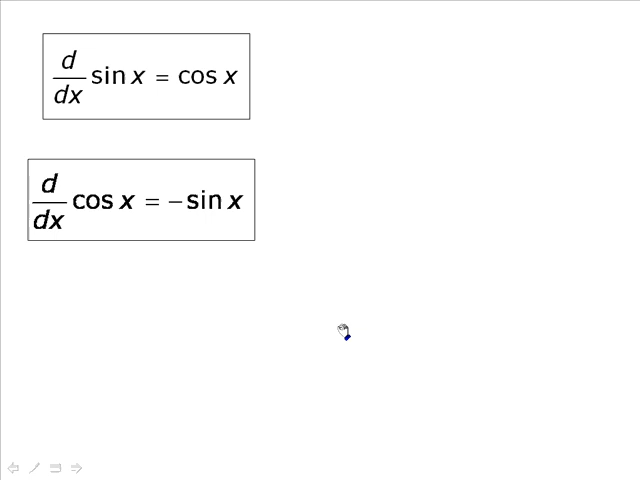 d/dx sin x = cos x
d/dx cos x = − sin x